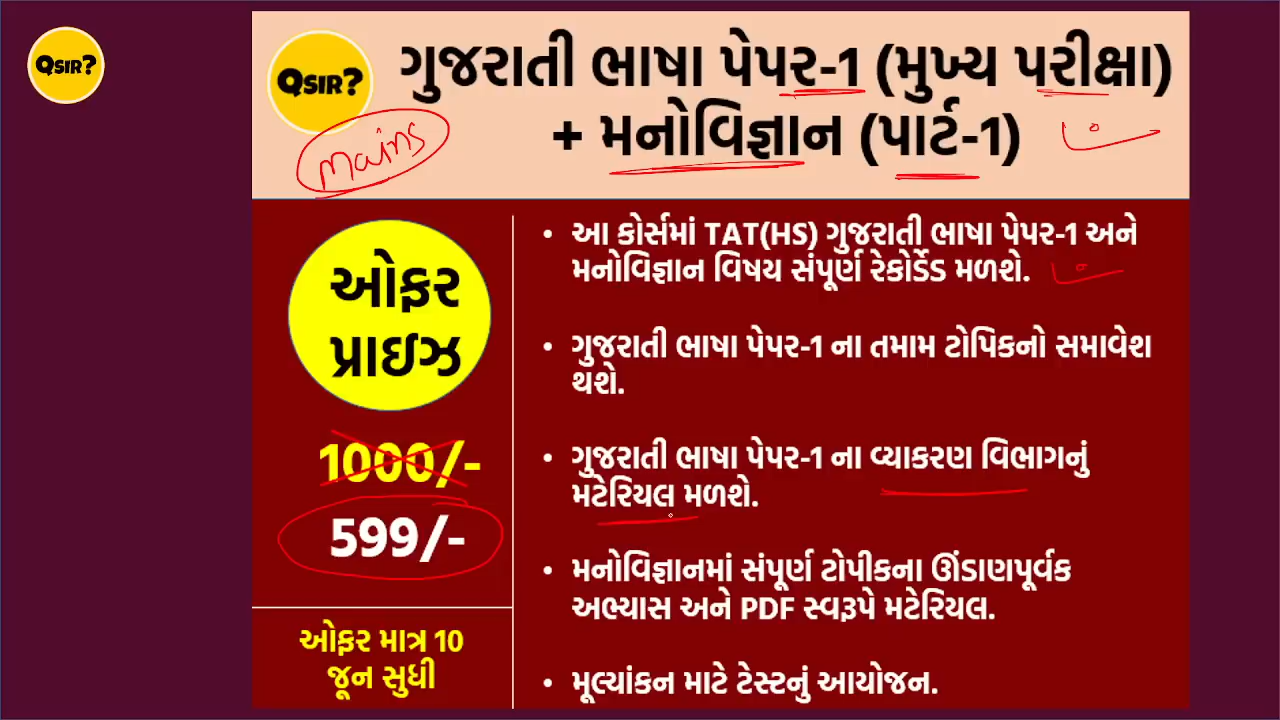 QSIR?
QSIR?
ગુજરાતી ભાષા પેપર-1 (મુખ્ય પરીક્ષા)
+ મનોવિજ્ઞાન (પાર્ટ-1)
mains
ઓફર
પ્રાઇઝ
1000/-
599/-
ઓફર માત્ર 10
જૂન સુધી
• આ કોર્સમાં TAT(HS) ગુજરાતી ભાષા પેપર-1 અને
મનોવિજ્ઞાન વિષય સંપૂર્ણ રેકોર્ડેડ મળશે.
• ગુજરાતી ભાષા પેપર-1 ના તમામ ટોપિકનો સમાવેશ
થશે.
• ગુજરાતી ભાષા પેપર-1 ના વ્યાકરણ વિભાગનું
મટેરિયલ મળશે.
• મનોવિજ્ઞાનમાં સંપૂર્ણ ટોપીકના ઊંડાણપૂર્વક
અભ્યાસ અને PDF સ્વરૂપે મટેરિયલ.
• મૂલ્યાંકન માટે ટેસ્ટનું આયોજન.